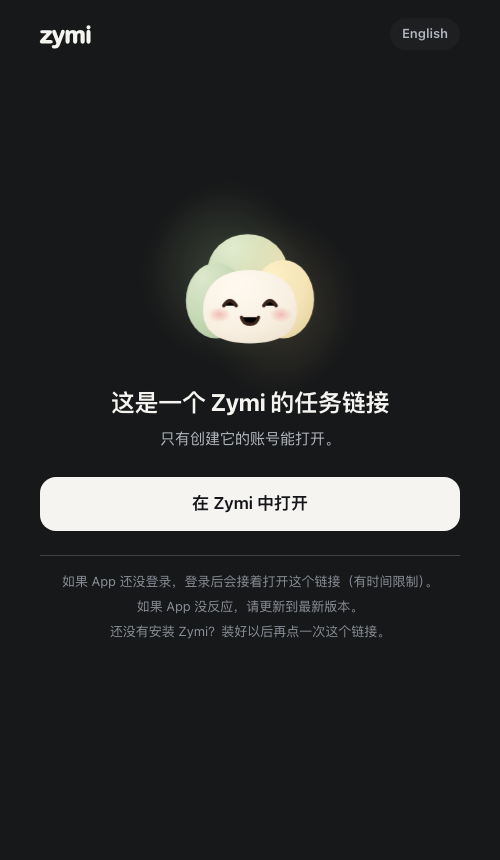 zymi
English
这是一个 Zymi 的任务链接
只有创建它的账号能打开。
在 Zymi 中打开
如果 App 还没登录，登录后会接着打开这个链接（有时间限制）。
如果 App 没反应，请更新到最新版本。
还没有安装 Zymi？装好以后再点一次这个链接。